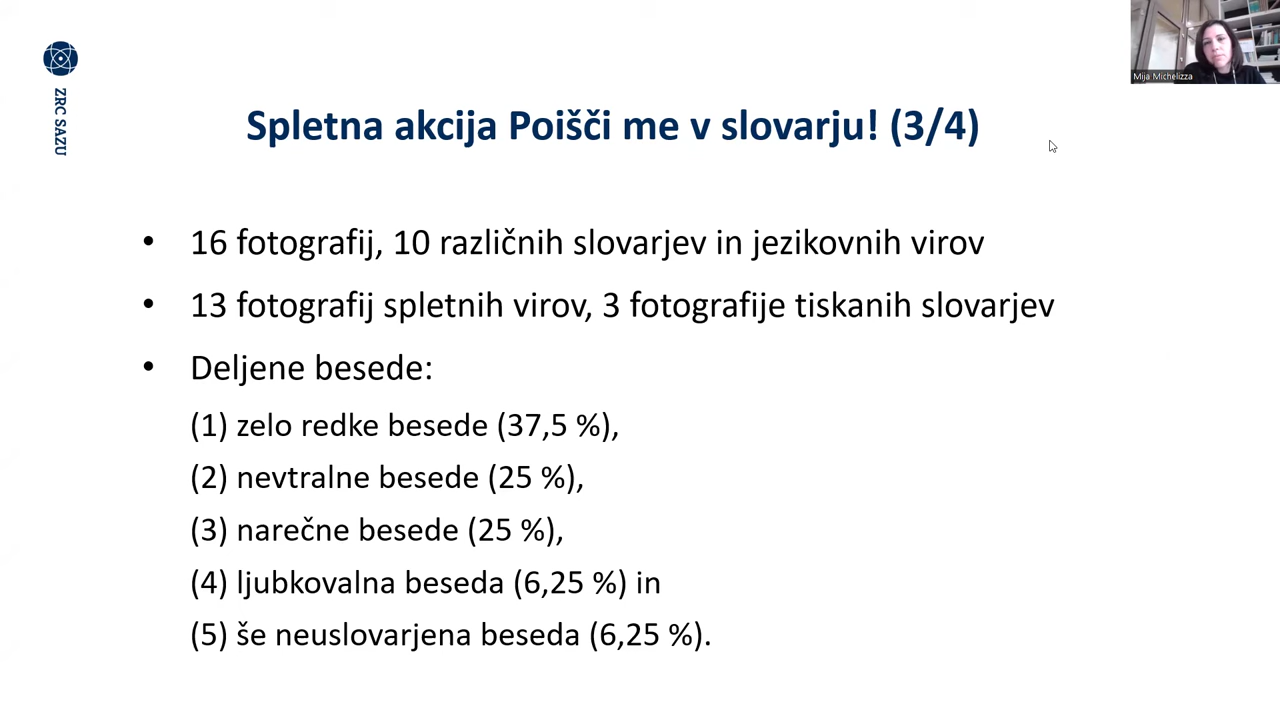 ZRC SAZU
Mija Michelizza
Spletna akcija Poišči me v slovarju! (3/4)
• 16 fotografij, 10 različnih slovarjev in jezikovnih virov
• 13 fotografij spletnih virov, 3 fotografije tiskanih slovarjev
• Deljene besede:
(1) zelo redke besede (37,5 %),
(2) nevtralne besede (25 %),
(3) narečne besede (25 %),
(4) ljubkovalna beseda (6,25 %) in
(5) še neuslovarjena beseda (6,25 %).